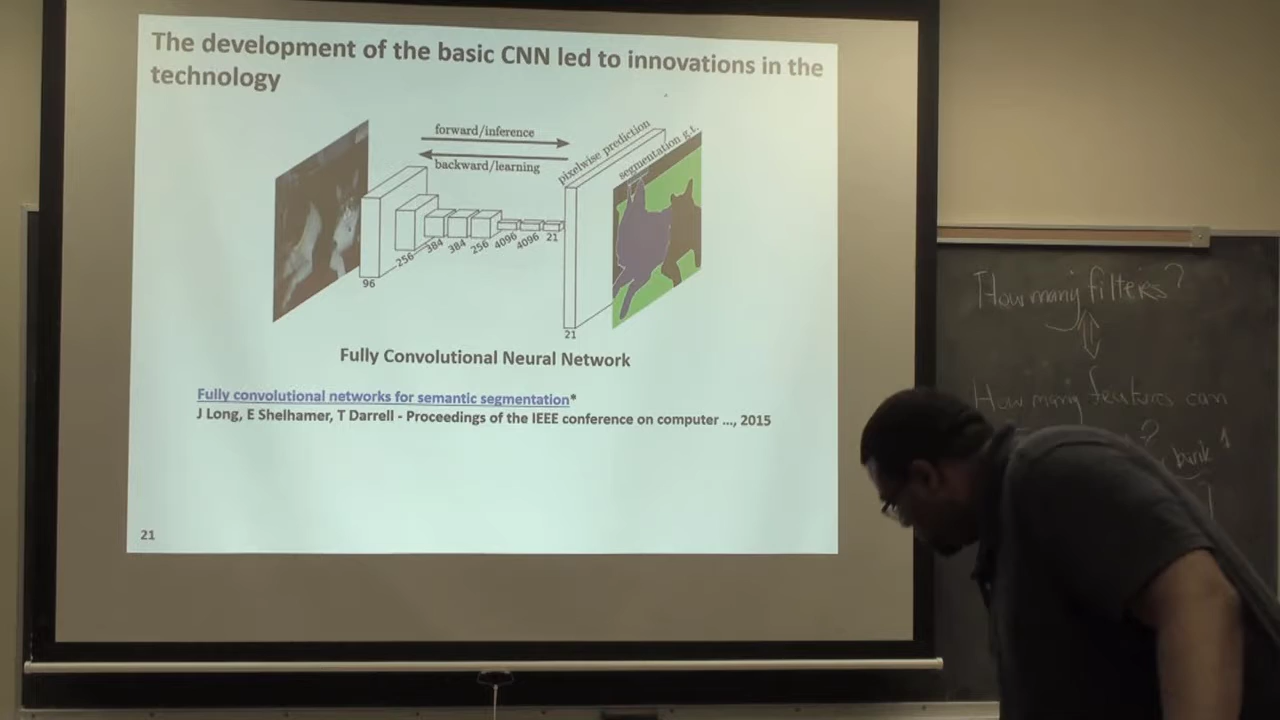 The development of the basic CNN led to innovations in the
technology
forward/inference
backward/learning
pixelwise prediction
segmentation g.t.
96
256
384
384
256
4096
4096
21
21
Fully Convolutional Neural Network
Fully convolutional networks for semantic segmentation*
J Long, E Shelhamer, T Darrell - Proceedings of the IEEE conference on computer ..., 2015
21
How many filters?
How many features can
?
bank